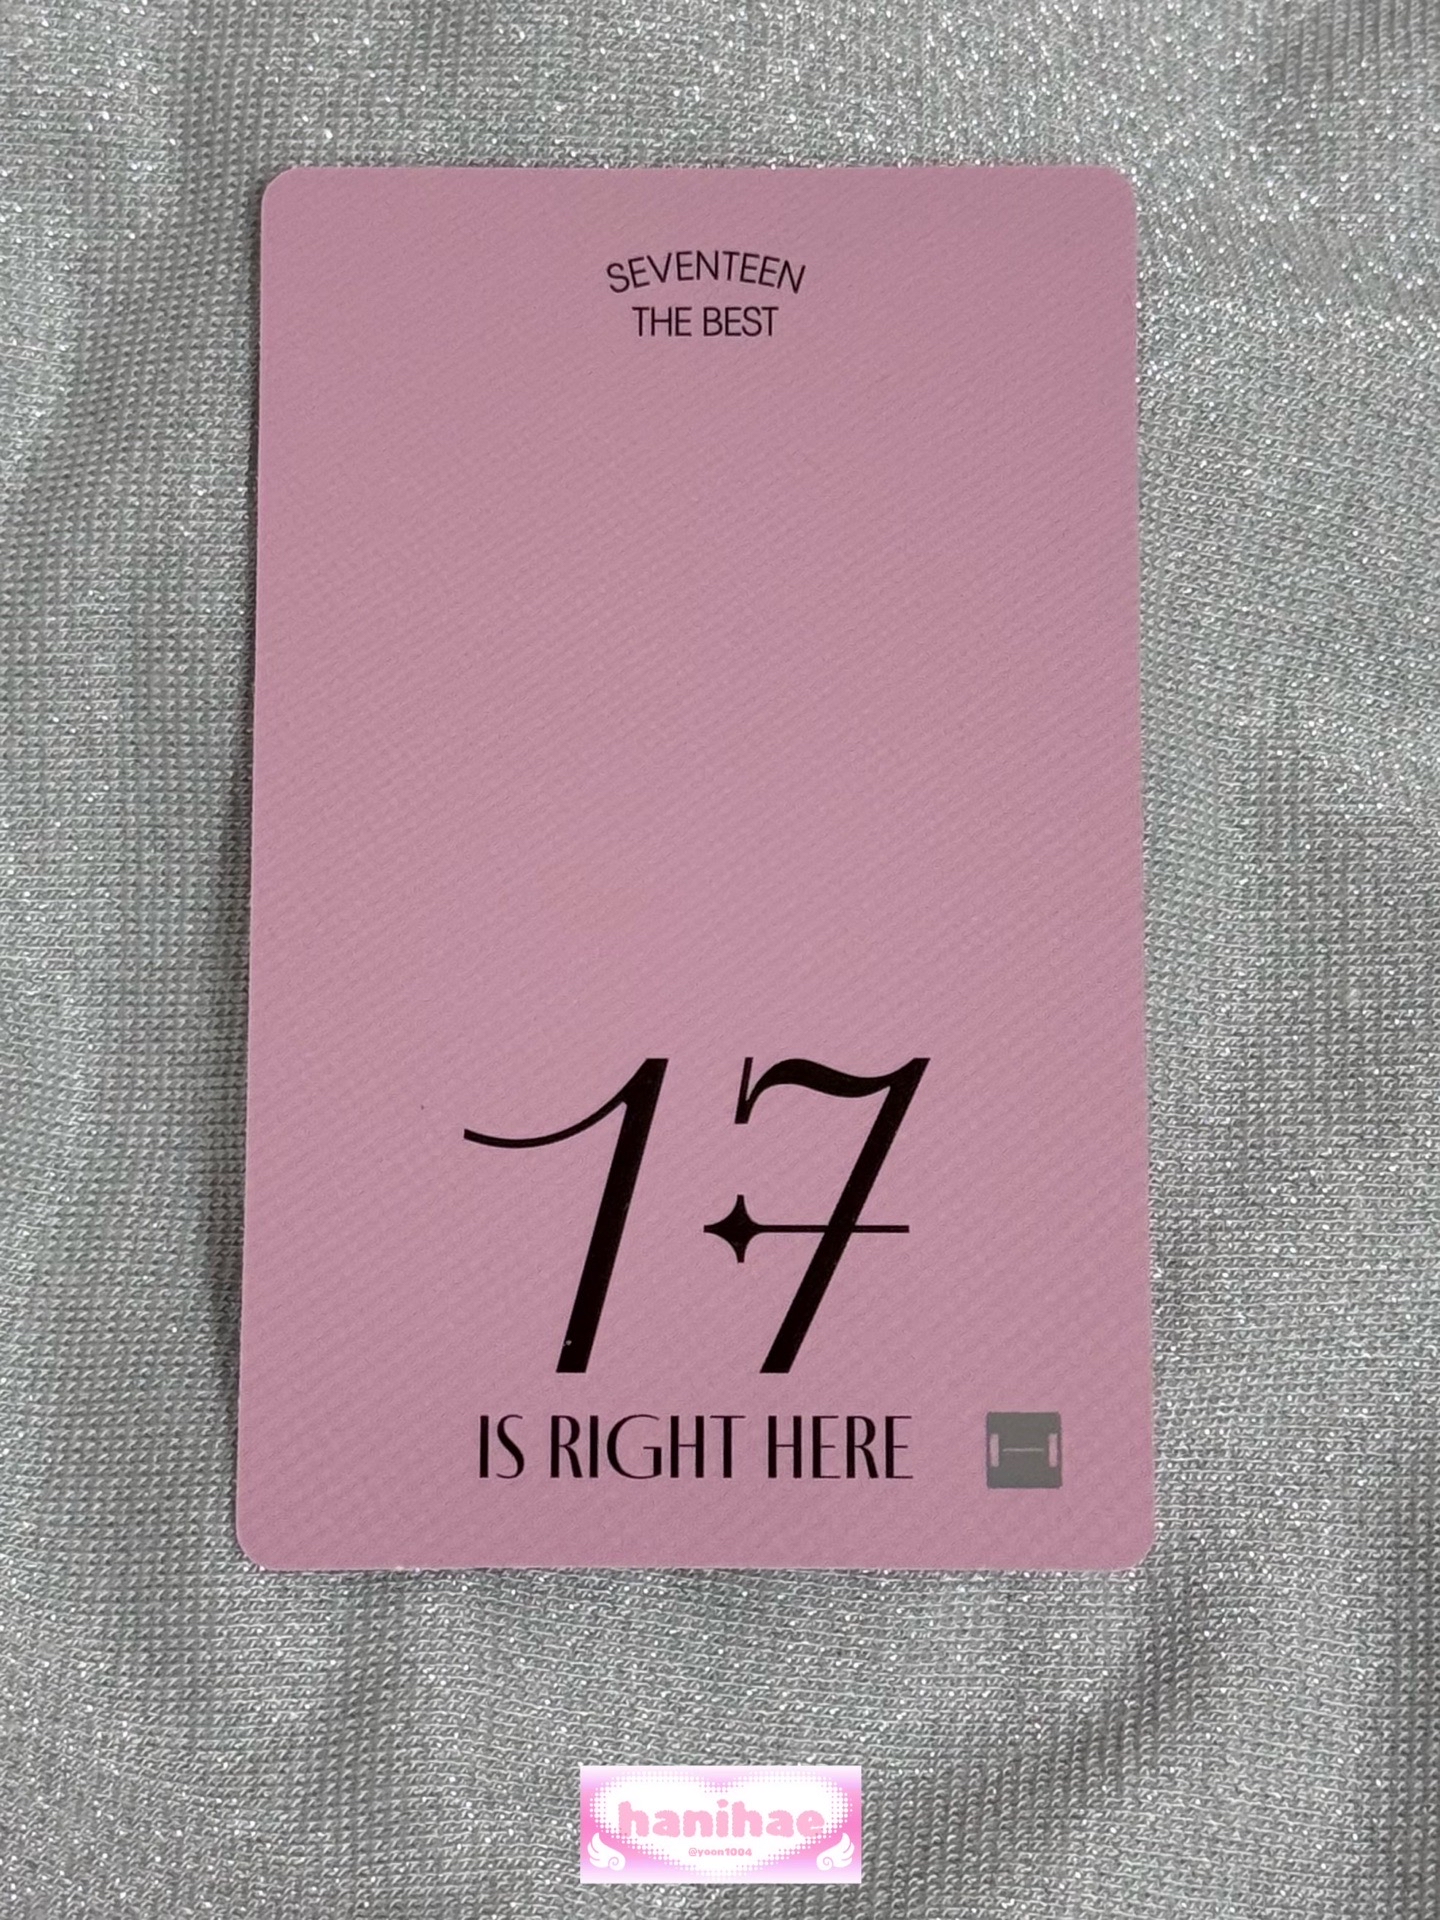 SEVENTEEN
THE BEST
17
IS RIGHT HERE
hanihae
@yoon1004